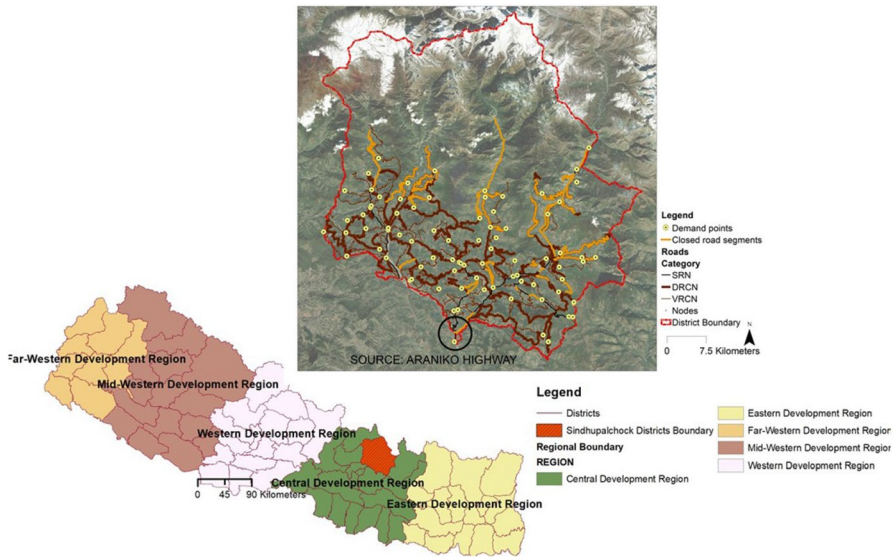 Legend
Demand points
Closed road segments
Roads
Category
SRN
DRCN
VRCN
Nodes
District Boundary
N
0 7.5 Kilometers
SOURCE: ARANIKO HIGHWAY
Far-Western Development Region
Mid-Western Development Region
Western Development Region
Central Development Region
Eastern Development Region
0 45 90 Kilometers
Legend
Districts
Sindhupalchock Districts Boundary
Regional Boundary
REGION
Central Development Region
Eastern Development Region
Far-Western Development Region
Mid-Western Development Region
Western Development Region